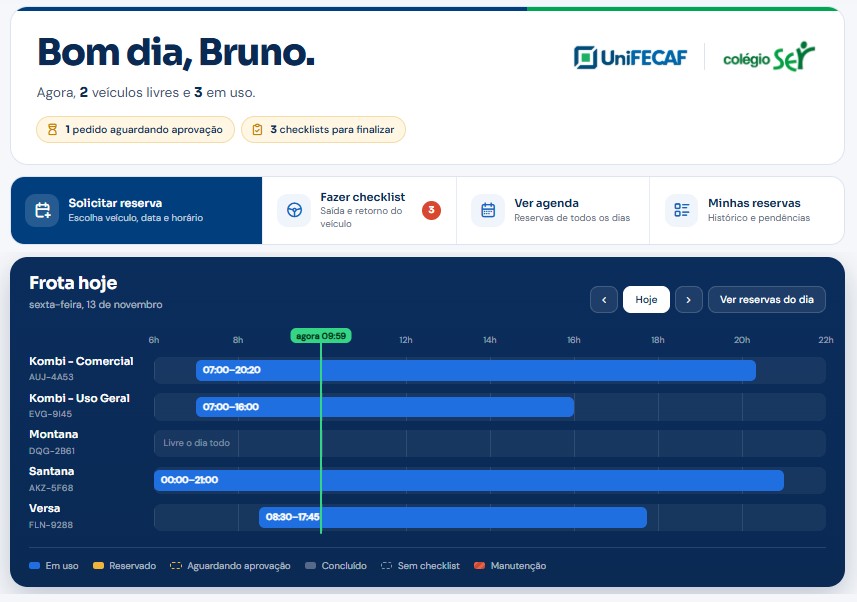 Bom dia, Bruno.
UniFECAF
colégio Ser
Agora, 2 veículos livres e 3 em uso.
1 pedido aguardando aprovação
3 checklists para finalizar
Solicitar reserva
Escolha veículo, data e horário
Fazer checklist
Saída e retorno do
veículo
3
Ver agenda
Reservas de todos os dias
Minhas reservas
Histórico e pendências
Frota hoje
sexta-feira, 13 de novembro
‹ Hoje › Ver reservas do dia
6h 8h agora 09:59 12h 14h 16h 18h 20h 22h
Kombi - Comercial
AUJ-4A53
07:00–20:20
Kombi - Uso Geral
EVG-9I45
07:00–16:00
Montana
DQG-2B61
Livre o dia todo
Santana
AKZ-5F68
00:00–21:00
Versa
FLN-9288
08:30–17:45
Em uso Reservado Aguardando aprovação Concluído Sem checklist Manutenção